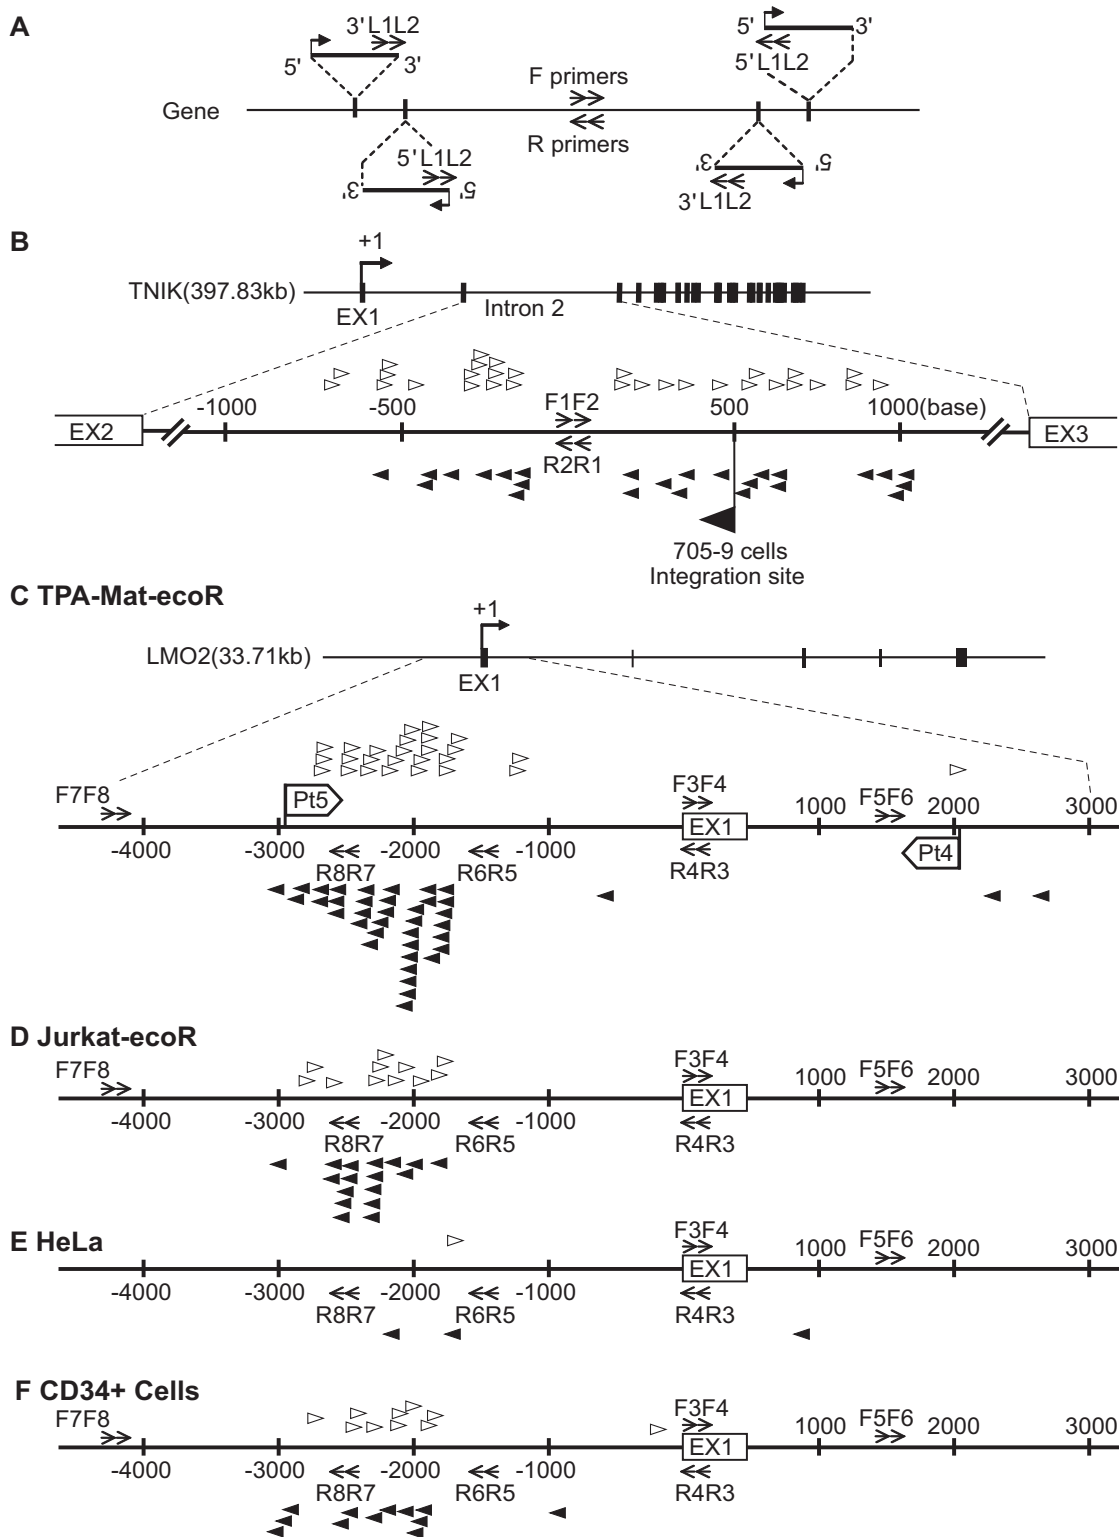 A
3'L1L2
5'
3'
5'
3'
5'L1L2
F primers
Gene
R primers
5'L1L2
3'
5'
3'
5'
3'L1L2
B
+1
TNIK(397.83kb)
EX1
Intron 2
-1000
-500
F1F2
500
1000(base)
EX2
EX3
R2R1
705-9 cells
Integration site
C TPA-Mat-ecoR
+1
LMO2(33.71kb)
EX1
F7F8
Pt5
F3F4
1000
F5F6
2000
3000
EX1
-4000
-3000
-2000
-1000
Pt4
R8R7
R6R5
R4R3
D Jurkat-ecoR
F7F8
F3F4
1000
F5F6
2000
3000
EX1
-4000
-3000
-2000
-1000
R8R7
R6R5
R4R3
E HeLa
F3F4
1000
F5F6
2000
3000
EX1
-4000
-3000
-2000
-1000
R8R7
R6R5
R4R3
F CD34+ Cells
F7F8
F3F4
1000
F5F6
2000
3000
EX1
-4000
-3000
-2000
-1000
R8R7
R6R5
R4R3